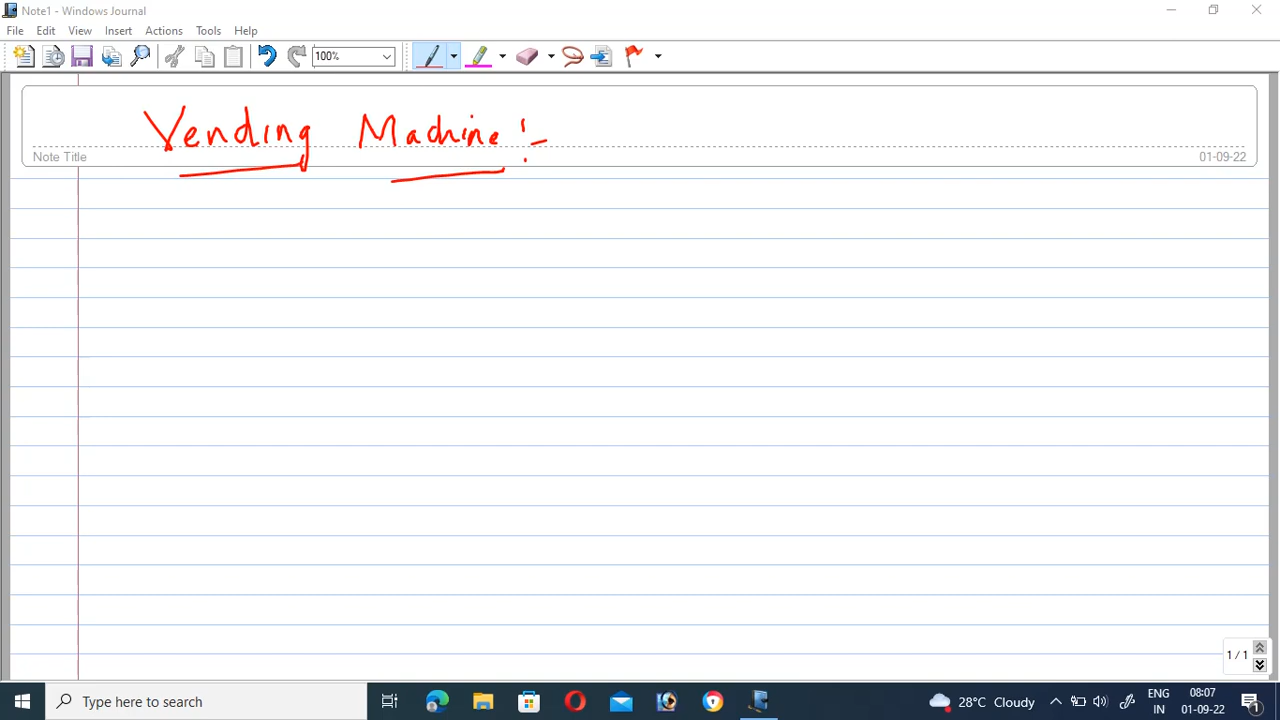 Note1 - Windows Journal
File Edit View Insert Actions Tools Help
100%
Vending Machine :-
Note Title
01-09-22
1 / 1
Type here to search
28°C Cloudy
ENG
IN
08:07
01-09-22
1